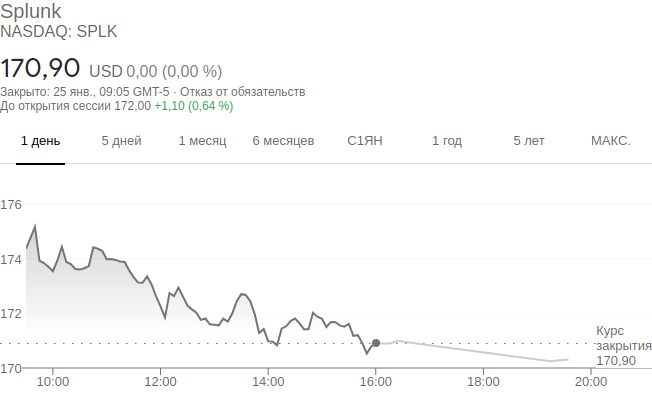 Splunk
NASDAQ: SPLK
170,90 USD 0,00 (0,00 %)
Закрыто: 25 янв., 09:05 GMT-5 · Отказ от обязательств
До открытия сессии 172,00 +1,10 (0,64 %)
1 день 5 дней 1 месяц 6 месяцев С1ЯН 1 год 5 лет МАКС.
176
174
172
170
Курс
закрытия
170,90
10:00 12:00 14:00 16:00 18:00 20:00